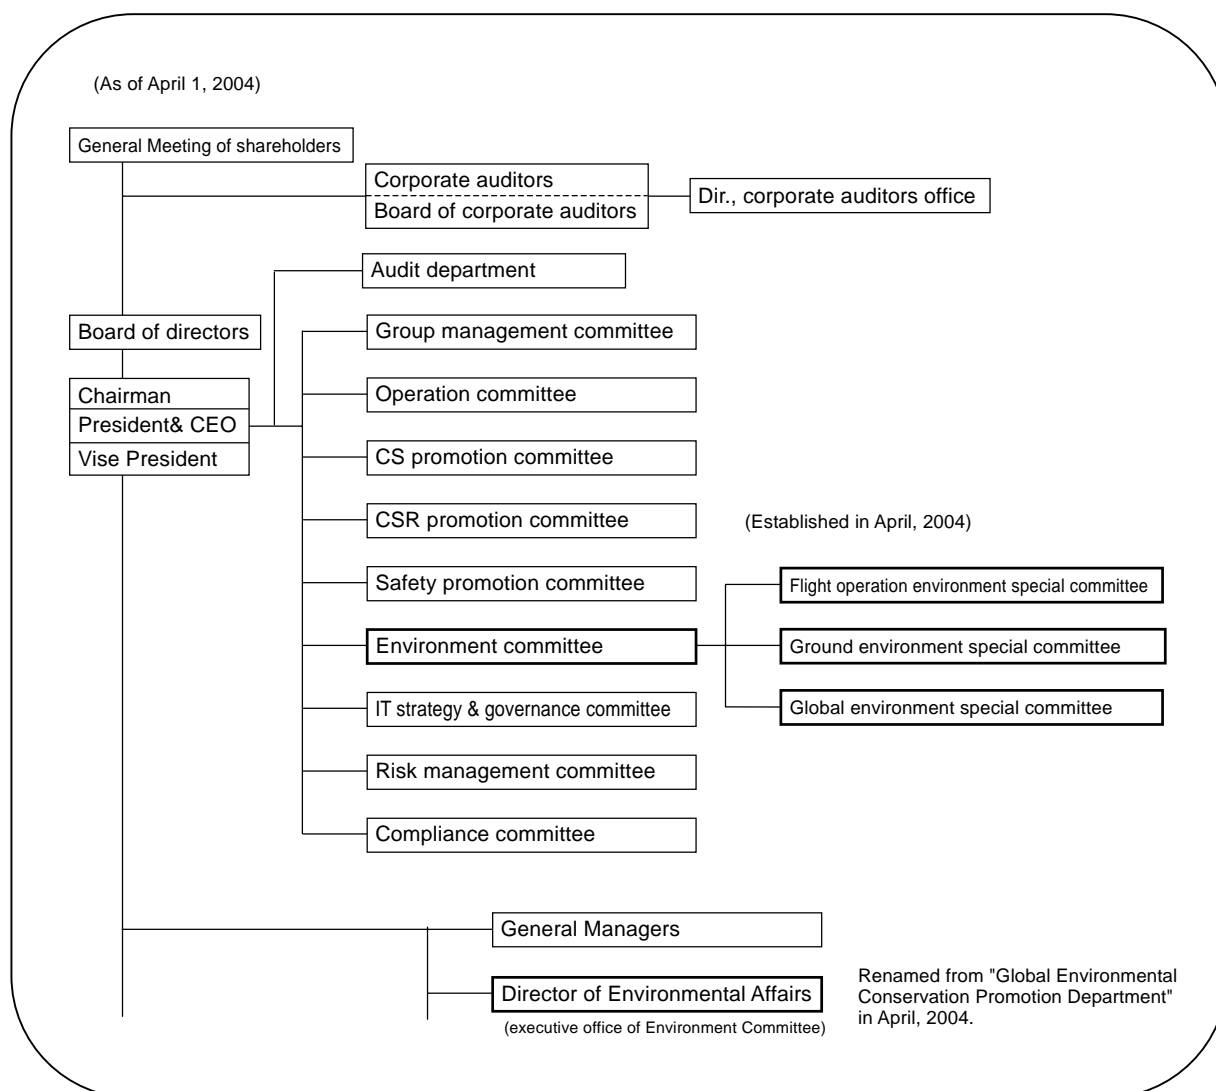 (As of April 1, 2004)
General Meeting of shareholders
Corporate auditors
Board of corporate auditors
Dir., corporate auditors office
Audit department
Board of directors
Group management committee
Chairman
Operation committee
President& CEO
Vise President
CS promotion committee
CSR promotion committee
(Established in April, 2004)
Safety promotion committee
Flight operation environment special committee
Environment committee
Ground environment special committee
IT strategy & governance committee
Global environment special committee
Risk management committee
Compliance committee
General Managers
Director of Environmental Affairs
(executive office of Environment Committee)
Renamed from "Global Environmental
Conservation Promotion Department"
in April, 2004.